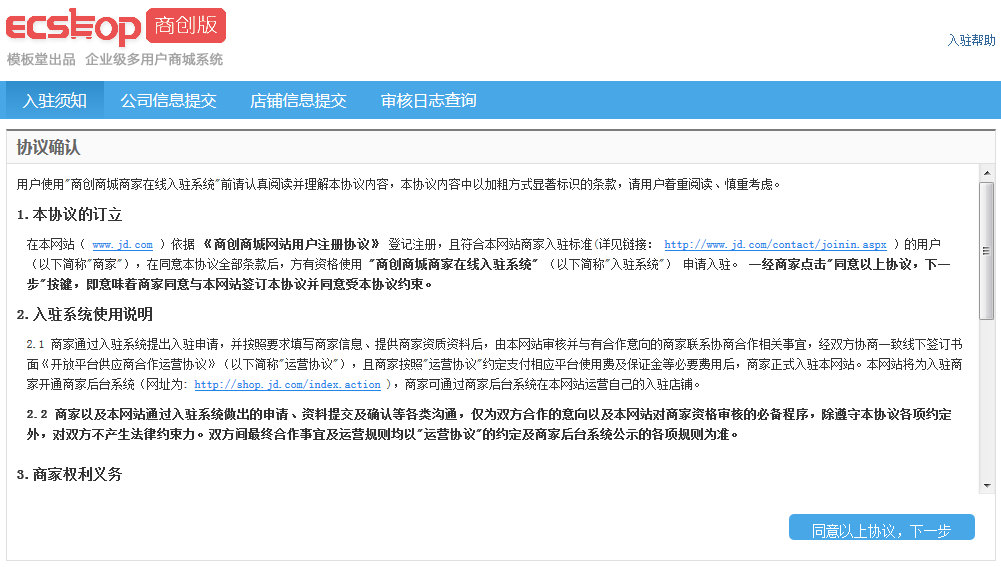 ecshop 商创版
模板堂出品 企业级多用户商城系统
入驻帮助
入驻须知 公司信息提交 店铺信息提交 审核日志查询
协议确认
用户使用"商创商城商家在线入驻系统"前请认真阅读并理解本协议内容，本协议内容中以加粗方式显著标识的条款，请用户着重阅读、慎重考虑。
1. 本协议的订立
在本网站（ www.jd.com ）依据 《商创商城网站用户注册协议》 登记注册，且符合本网站商家入驻标准(详见链接： http://www.jd.com/contact/joinin.aspx ）的用户
（以下简称"商家"），在同意本协议全部条款后，方有资格使用 "商创商城商家在线入驻系统" （以下简称"入驻系统"） 申请入驻。 一经商家点击"同意以上协议，下一
步"按键，即意味着商家同意与本网站签订本协议并同意受本协议约束。
2. 入驻系统使用说明
2.1 商家通过入驻系统提出入驻申请，并按照要求填写商家信息、提供商家资质资料后，由本网站审核并与有合作意向的商家联系协商合作相关事宜，经双方协商一致线下签订书
面《开放平台供应商合作运营协议》（以下简称"运营协议"），且商家按照"运营协议"约定支付相应平台使用费及保证金等必要费用后，商家正式入驻本网站。本网站将为入驻商
家开通商家后台系统（网址为: http://shop.jd.com/index.action ），商家可通过商家后台系统在本网站运营自己的入驻店铺。
2.2 商家以及本网站通过入驻系统做出的申请、资料提交及确认等各类沟通，仅为双方合作的意向以及本网站对商家资格审核的必备程序，除遵守本协议各项约定
外，对双方不产生法律约束力。双方间最终合作事宜及运营规则均以"运营协议"的约定及商家后台系统公示的各项规则为准。
3. 商家权利义务
同意以上协议，下一步